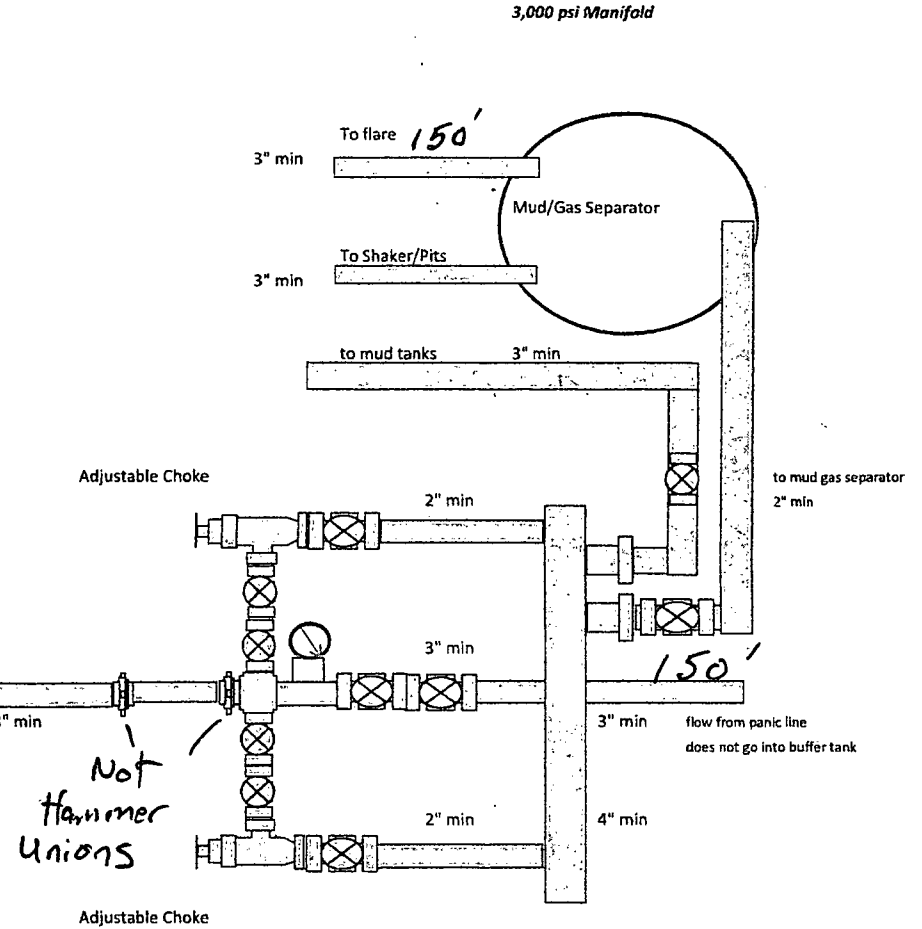 3,000 psi Manifold
To flare 150'
3" min
Mud/Gas Separator
To Shaker/Pits
3" min
to mud tanks 3" min
Adjustable Choke
2" min
to mud gas separator
2" min
3" min
150'
" min
3" min
flow from panic line
does not go into buffer tank
Not
Hammer
Unions
2" min
4" min
Adjustable Choke